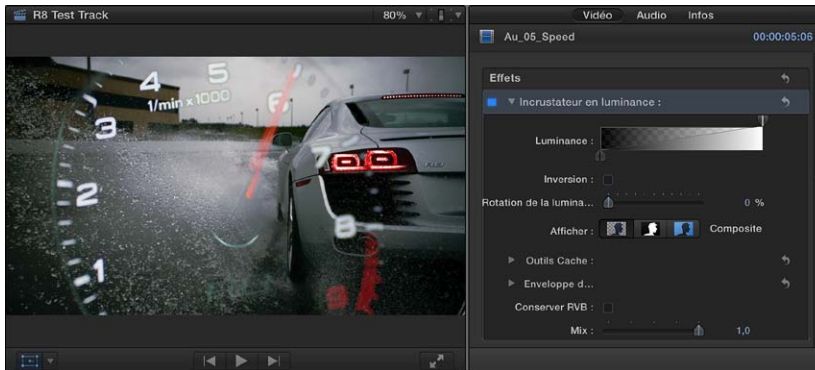 R8 Test Track
80%
Vidéo Audio Infos
Au_05_Speed
00:00:05:06
Effets
Incrustateur en luminance :
Luminance :
Inversion :
Rotation de la lumina...
0 %
Afficher :
Composite
Outils Cache :
Enveloppe d...
Conserver RVB :
Mix :
1,0
1/min x 1000
1
2
3
4
5
6
7
8
9